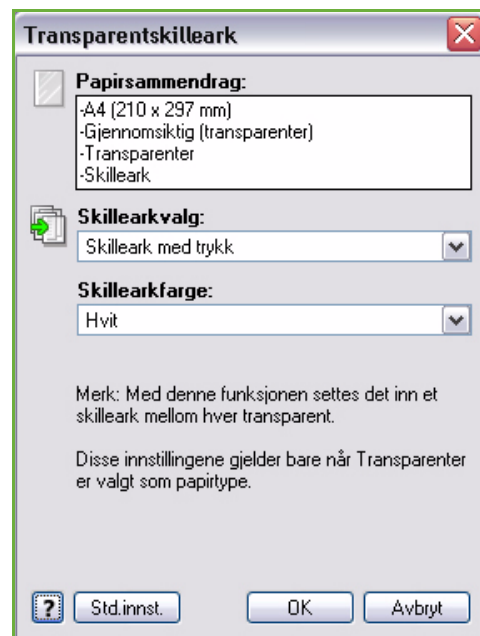 Transparentskilleark
Papirsammendrag:
-A4 (210 x 297 mm)
-Gjennomsiktig (transparenter)
-Transparenter
-Skilleark
Skillearkvalg:
Skilleark med trykk
Skillearkfarge:
Hvit
Merk: Med denne funksjonen settes det inn et
skilleark mellom hver transparent.
Disse innstillingene gjelder bare når Transparenter
er valgt som papirtype.
? Std.innst. OK Avbryt